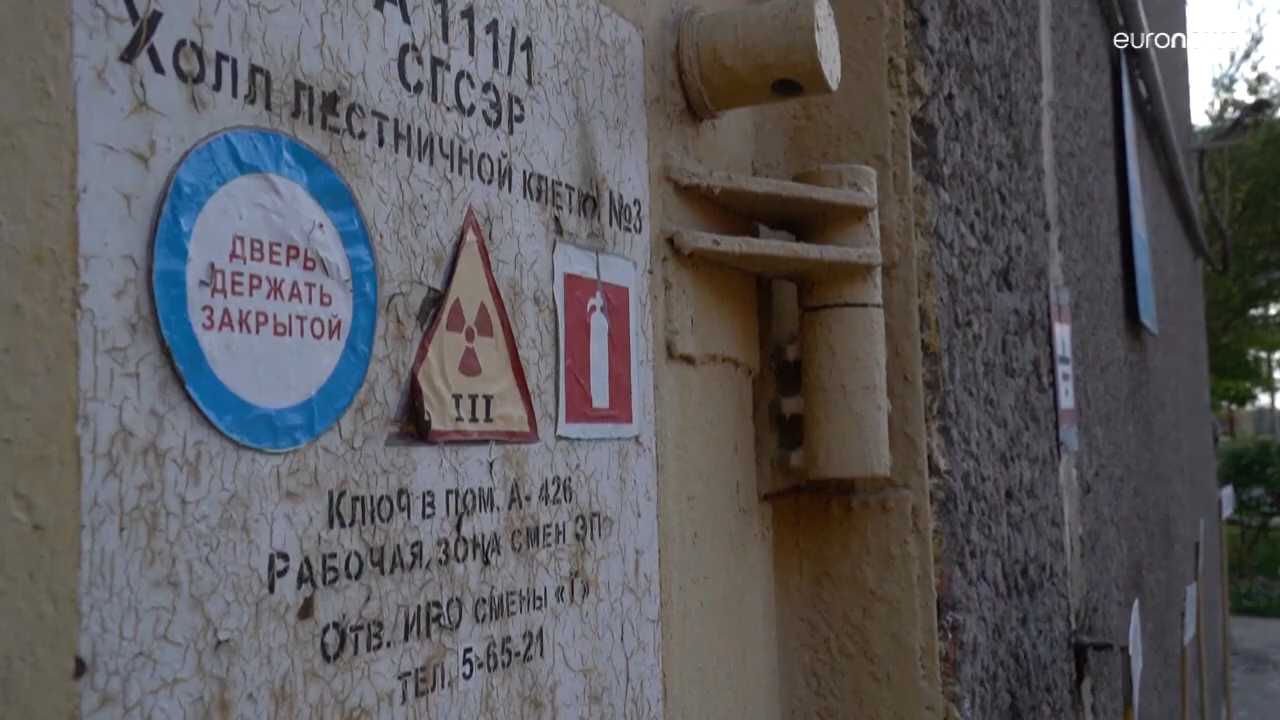 А 111/1
СГСЭР
Холл лестничной клетки №3
ДВЕРЬ
ДЕРЖАТЬ
ЗАКРЫТОЙ
III
Ключ в пом. А-426
Рабочая зона смен ЭП
Отв. ИРО смены «1»
тел. 5-65-21
euron